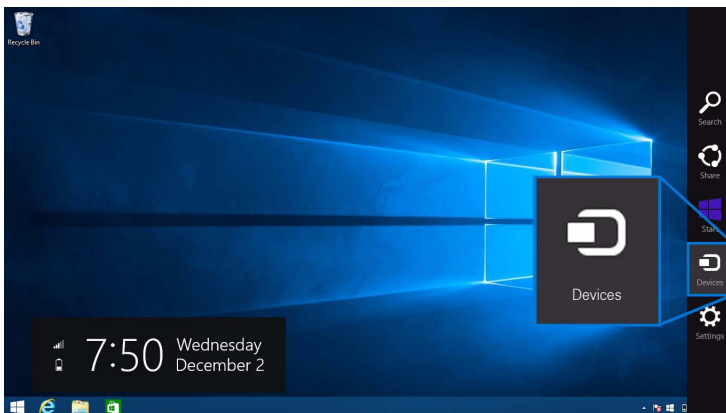 Recycle Bin
Search
Share
Start
Devices
Devices
Settings
7:50
Wednesday
December 2